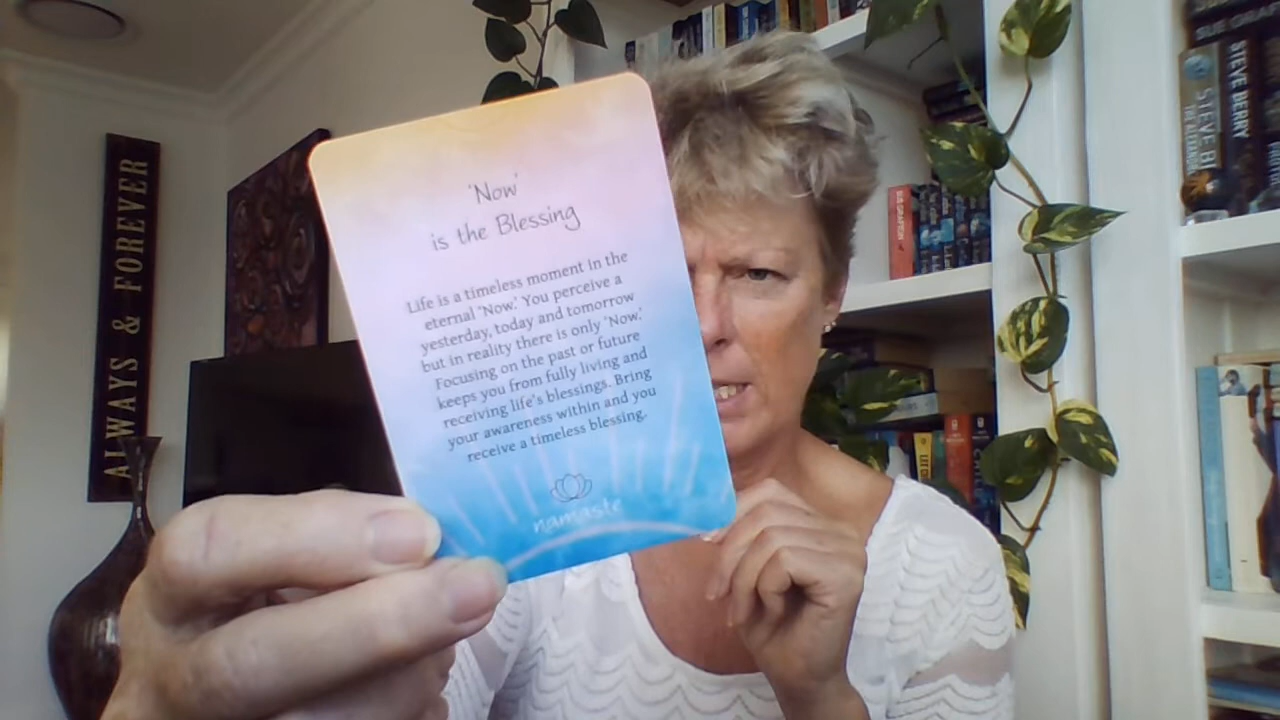 'Now'
is the Blessing
Life is a timeless moment in the
eternal 'Now.' You perceive a
yesterday, today and tomorrow
but in reality there is only 'Now.'
Focusing on the past or future
keeps you from fully living and
receiving life's blessings. Bring
your awareness within and you
receive a timeless blessing.
namaste
ALWAYS & FOREVER
SUE GRAFTON
STEVE BERRY